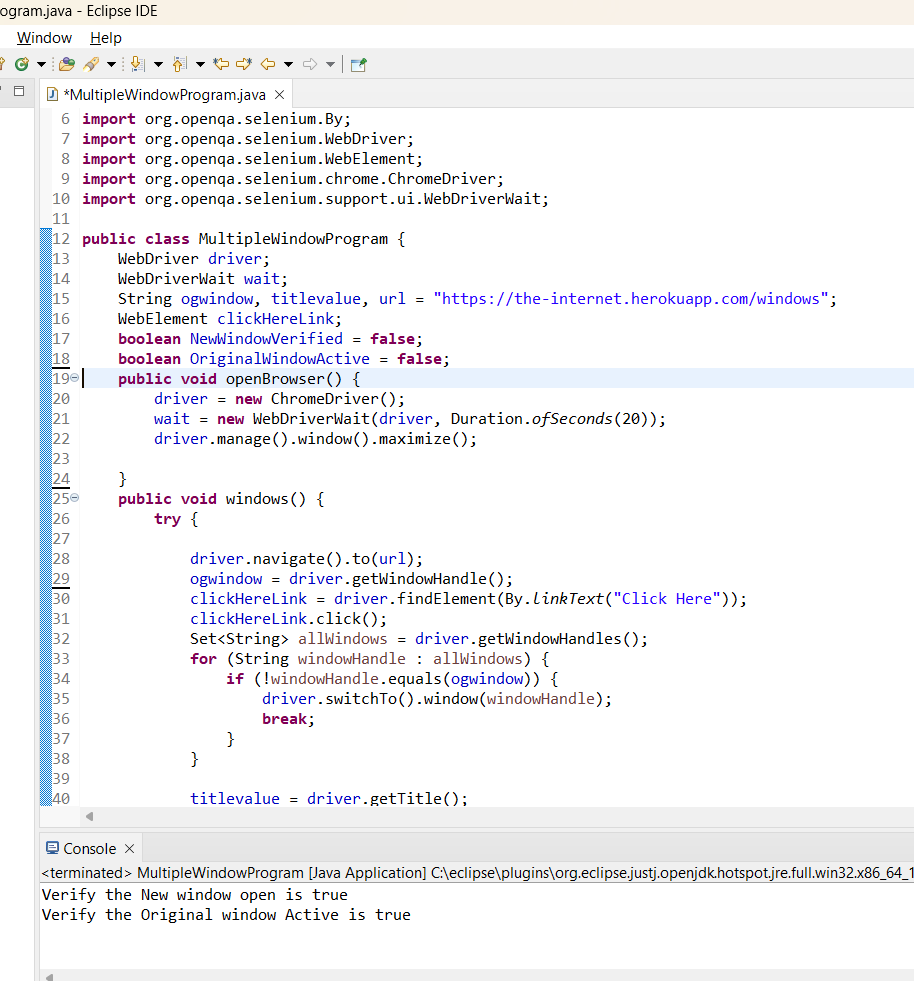 ogram.java - Eclipse IDE
Window Help
*MultipleWindowProgram.java
6 import org.openqa.selenium.By;
7 import org.openqa.selenium.WebDriver;
8 import org.openqa.selenium.WebElement;
9 import org.openqa.selenium.chrome.ChromeDriver;
10 import org.openqa.selenium.support.ui.WebDriverWait;
11
12 public class MultipleWindowProgram {
13 WebDriver driver;
14 WebDriverWait wait;
15 String ogwindow, titlevalue, url = "https://the-internet.herokuapp.com/windows";
16 WebElement clickHereLink;
17 boolean NewWindowVerified = false;
18 boolean OriginalWindowActive = false;
19 public void openBrowser() {
20 driver = new ChromeDriver();
21 wait = new WebDriverWait(driver, Duration.ofSeconds(20));
22 driver.manage().window().maximize();
23
24 }
25 public void windows() {
26 try {
27
28 driver.navigate().to(url);
29 ogwindow = driver.getWindowHandle();
30 clickHereLink = driver.findElement(By.linkText("Click Here"));
31 clickHereLink.click();
32 Set<String> allWindows = driver.getWindowHandles();
33 for (String windowHandle : allWindows) {
34 if (!windowHandle.equals(ogwindow)) {
35 driver.switchTo().window(windowHandle);
36 break;
37 }
38 }
39
40 titlevalue = driver.getTitle();
Console
<terminated> MultipleWindowProgram [Java Application] C:\eclipse\plugins\org.eclipse.justj.openjdk.hotspot.jre.full.win32.x86_64_1
Verify the New window open is true
Verify the Original window Active is true